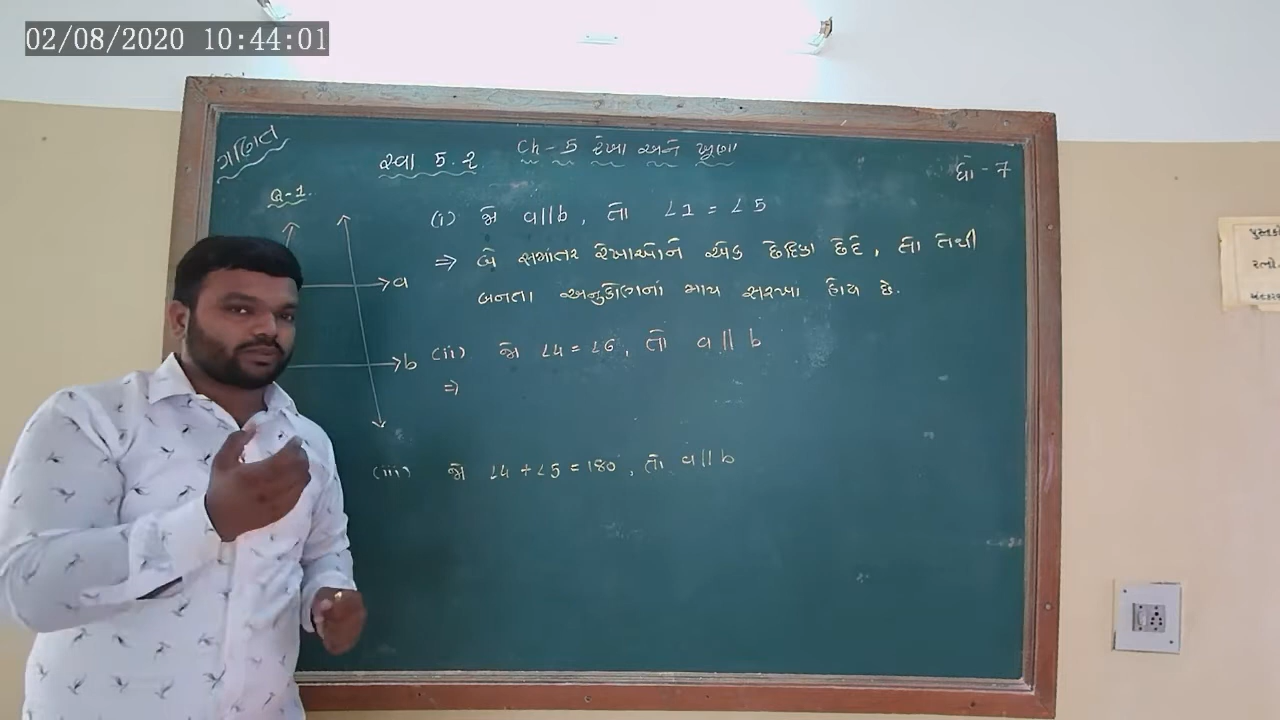 02/08/2020 10:44:01
ગણિત
સ્વા 5.2 Ch-5 રેખા અને ખૂણા ધો-7
Q-1.
(i) જો a||b, તો ∠1 = ∠5
⇒ બે સમાંતર રેખાઓને એક છેદિકા છેદે, તો તેથી
બનતા અનુકોણનાં માપ સરખા હોય છે.
a
(ii) જો ∠4 = ∠6, તો a || b
⇒
b
(iii) જો ∠4 + ∠5 = 180, તો a||b